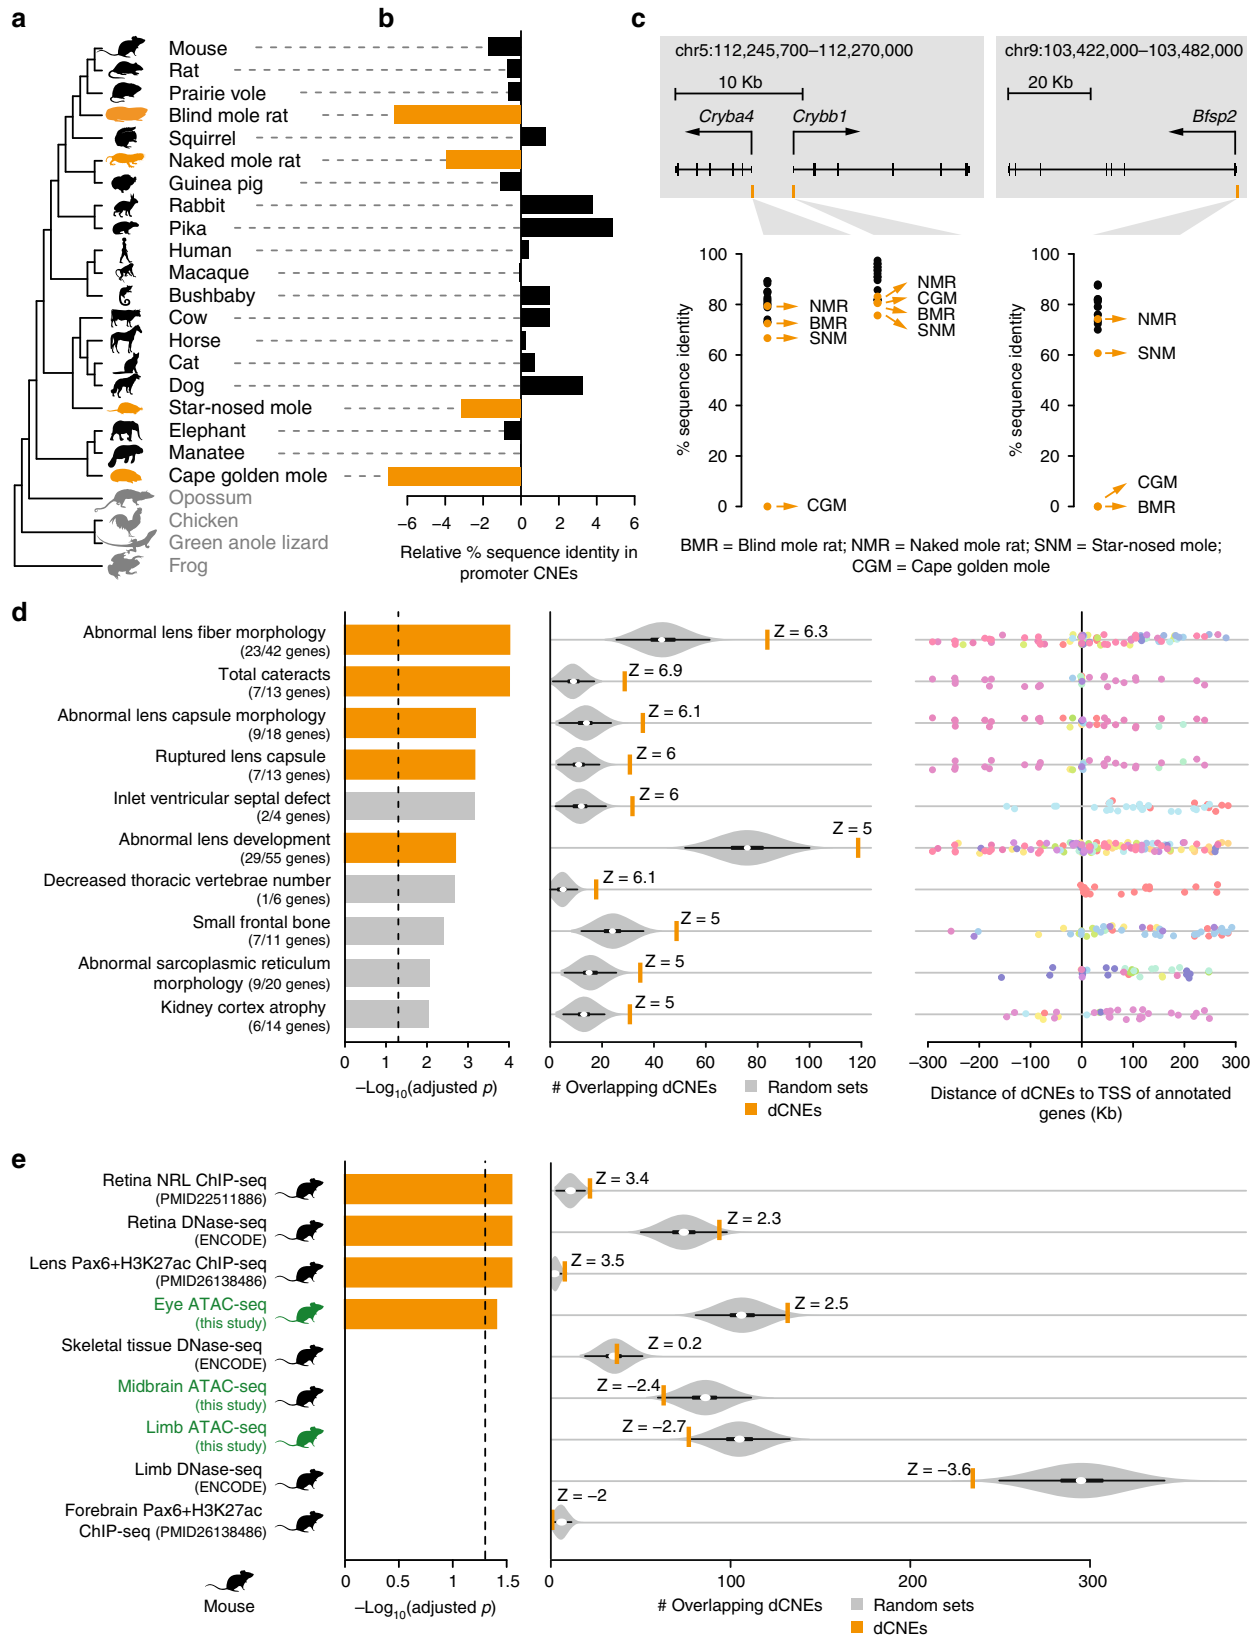 a
Mouse
Rat
Prairie vole
Blind mole rat
Squirrel
Naked mole rat
Guinea pig
Rabbit
Pika
Human
Macaque
Bushbaby
Cow
Horse
Cat
Dog
Star-nosed mole
Elephant
Manatee
Cape golden mole
Opossum
Chicken
Green anole lizard
Frog
b
−6 −4 −2 0 2 4 6
Relative % sequence identity in
promoter CNEs
c
chr5:112,245,700–112,270,000
10 Kb
Cryba4 Crybb1
chr9:103,422,000–103,482,000
20 Kb
Bfsp2
% sequence identity
100
80
60
40
20
0
NMR
BMR
SNM
CGM
NMR
CGM
BMR
SNM
% sequence identity
100
80
60
40
20
0
NMR
SNM
CGM
BMR
BMR = Blind mole rat; NMR = Naked mole rat; SNM = Star-nosed mole;
CGM = Cape golden mole
d
Abnormal lens fiber morphology
(23/42 genes)
Z = 6.3
Total cateracts
(7/13 genes)
Z = 6.9
Abnormal lens capsule morphology
(9/18 genes)
Z = 6.1
Ruptured lens capsule
(7/13 genes)
Z = 6
Inlet ventricular septal defect
(2/4 genes)
Z = 6
Abnormal lens development
(29/55 genes)
Z = 5
Decreased thoracic vertebrae number
(1/6 genes)
Z = 6.1
Small frontal bone
(7/11 genes)
Z = 5
Abnormal sarcoplasmic reticulum
morphology (9/20 genes)
Z = 5
Kidney cortex atrophy
(6/14 genes)
Z = 5
0 1 2 3 4
–Log10(adjusted p)
0 20 40 60 80 100 120
# Overlapping dCNEs
Random sets
dCNEs
−300 −200 −100 0 100 200 300
Distance of dCNEs to TSS of annotated
genes (Kb)
e
Retina NRL ChIP-seq
(PMID22511886)
Z = 3.4
Retina DNase-seq
(ENCODE)
Z = 2.3
Lens Pax6+H3K27ac ChIP-seq
(PMID26138486)
Z = 3.5
Eye ATAC-seq
(this study)
Z = 2.5
Skeletal tissue DNase-seq
(ENCODE)
Z = 0.2
Midbrain ATAC-seq
(this study)
Z = −2.4
Limb ATAC-seq
(this study)
Z = −2.7
Limb DNase-seq
(ENCODE)
Z = −3.6
Forebrain Pax6+H3K27ac
ChIP-seq (PMID26138486)
Z = −2
Mouse
0 0.5 1 1.5
–Log10(adjusted p)
0 100 200 300
# Overlapping dCNEs
Random sets
dCNEs